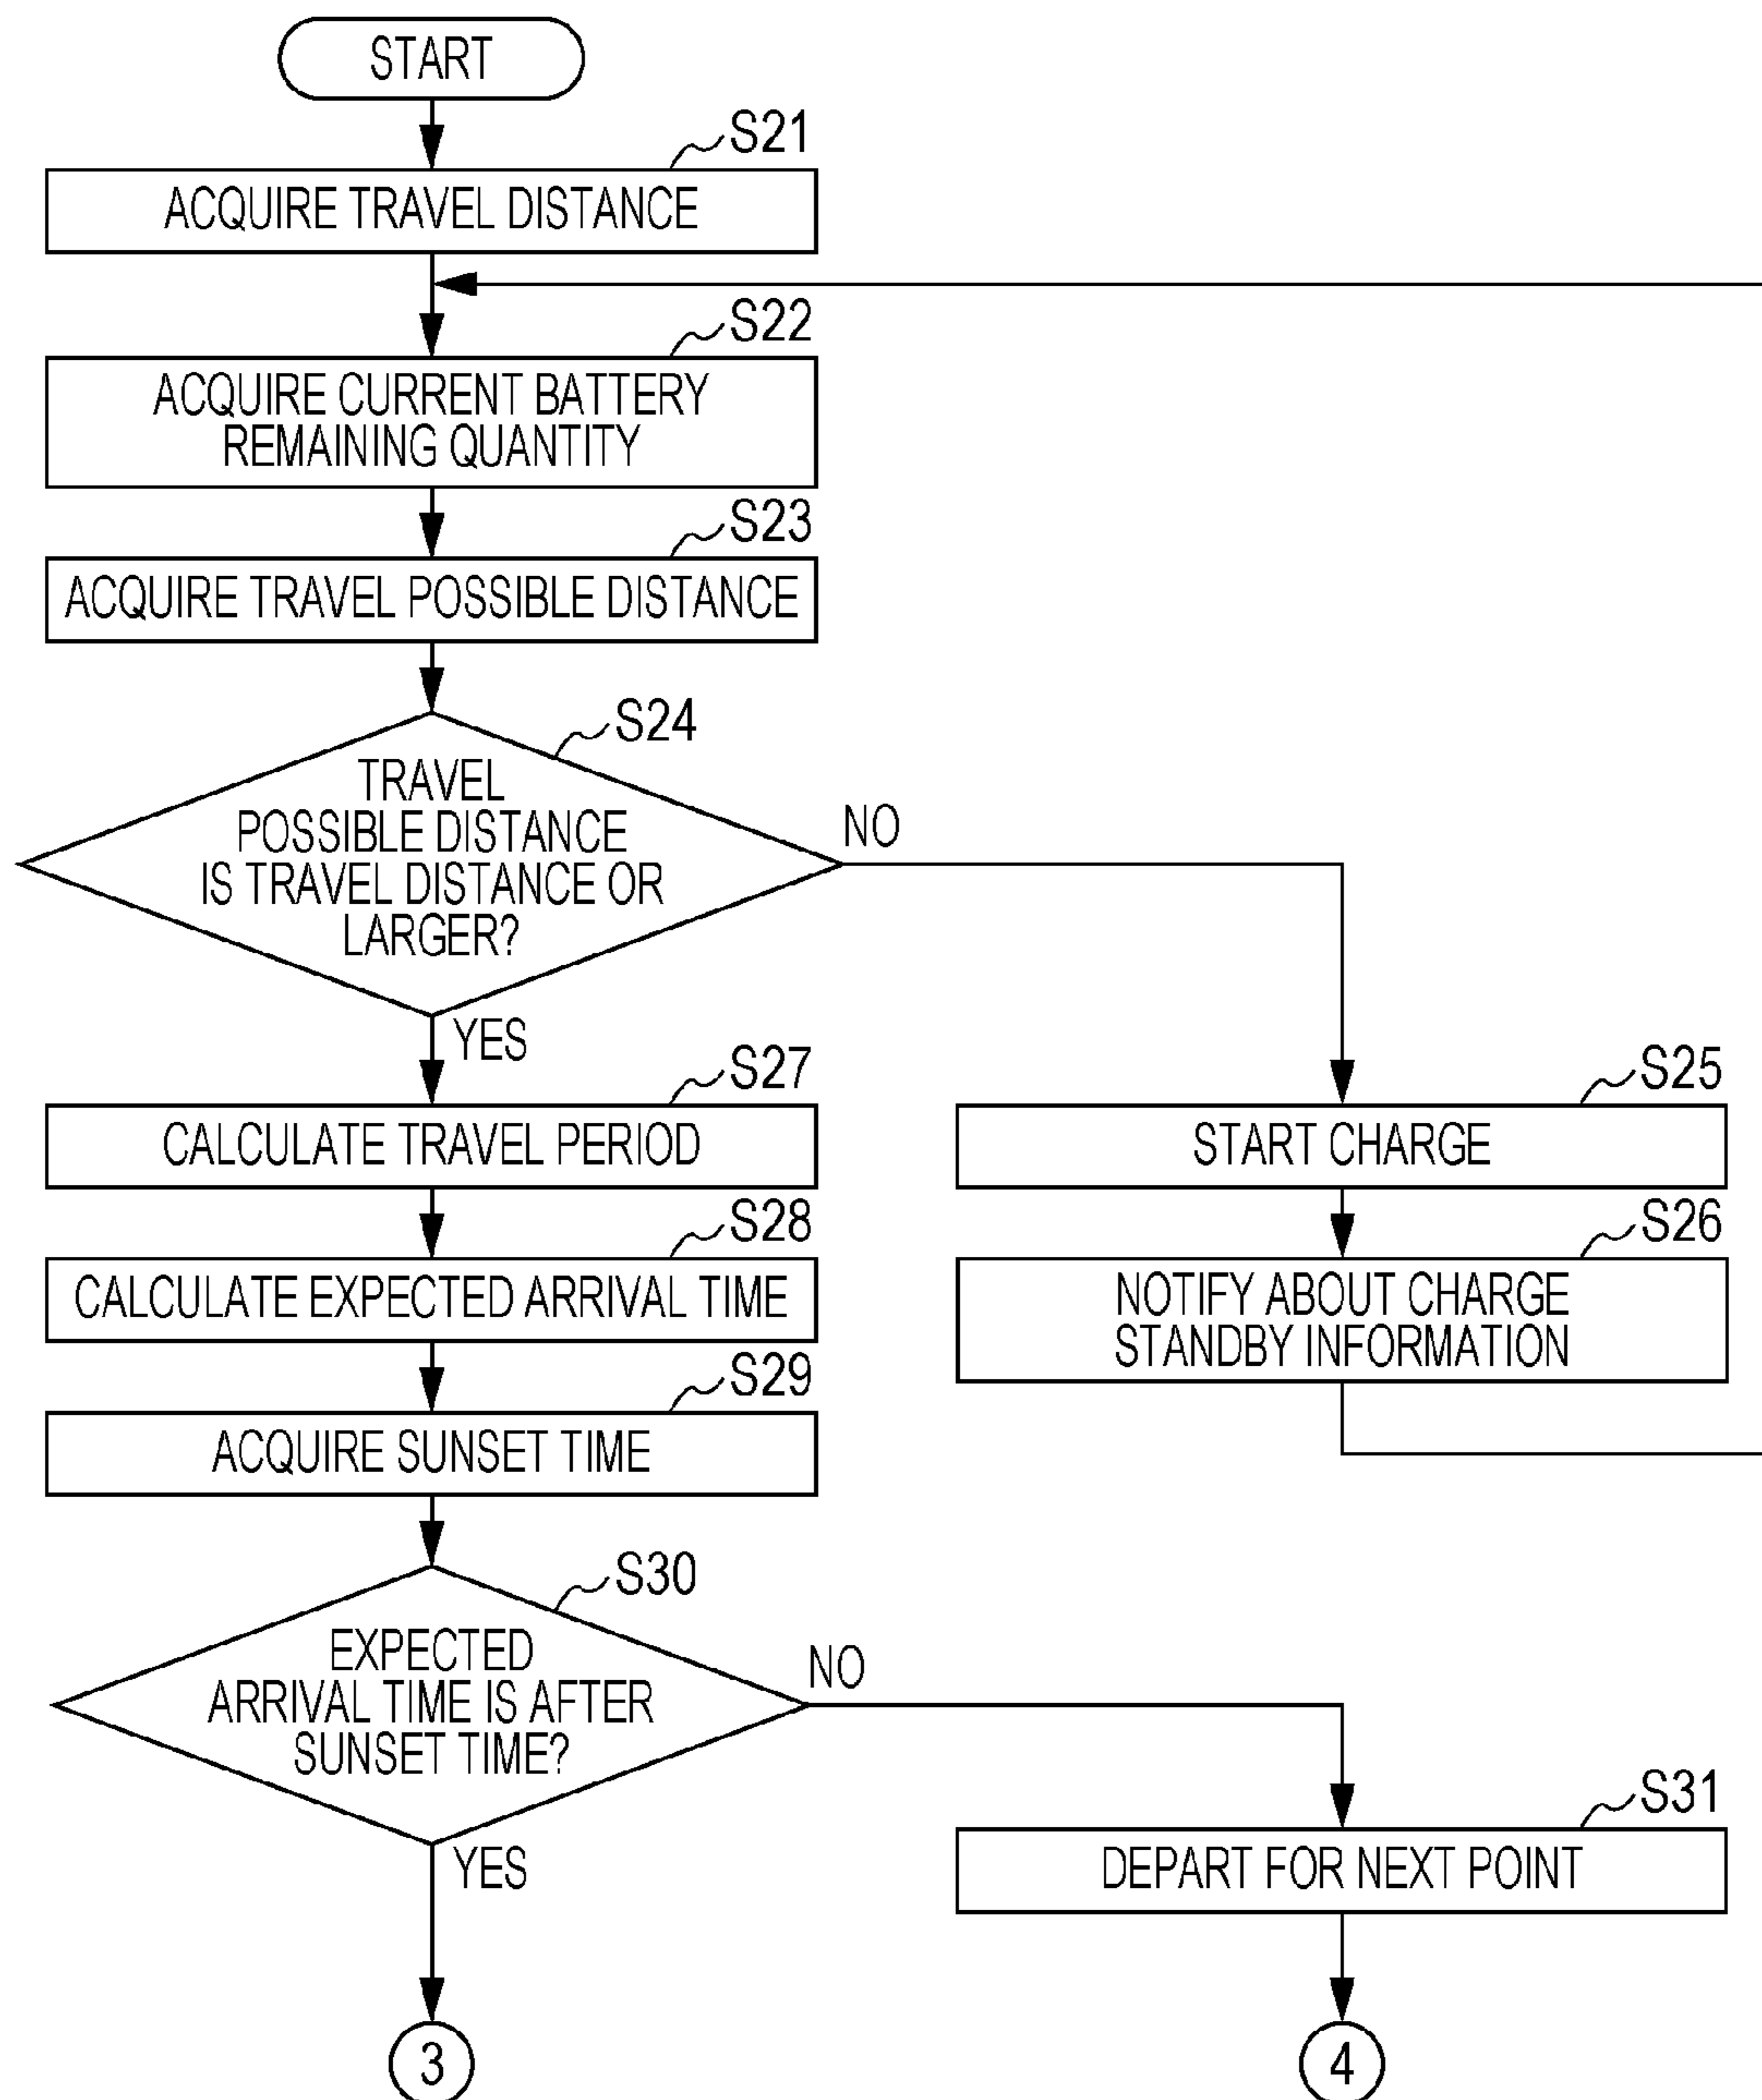 START
S21
ACQUIRE TRAVEL DISTANCE
S22
ACQUIRE CURRENT BATTERY
REMAINING QUANTITY
S23
ACQUIRE TRAVEL POSSIBLE DISTANCE
S24
TRAVEL
POSSIBLE DISTANCE
IS TRAVEL DISTANCE OR
LARGER?
NO
YES
S27
CALCULATE TRAVEL PERIOD
S25
START CHARGE
S28
CALCULATE EXPECTED ARRIVAL TIME
S26
NOTIFY ABOUT CHARGE
STANDBY INFORMATION
S29
ACQUIRE SUNSET TIME
S30
EXPECTED
ARRIVAL TIME IS AFTER
SUNSET TIME?
NO
YES
S31
DEPART FOR NEXT POINT
3
4